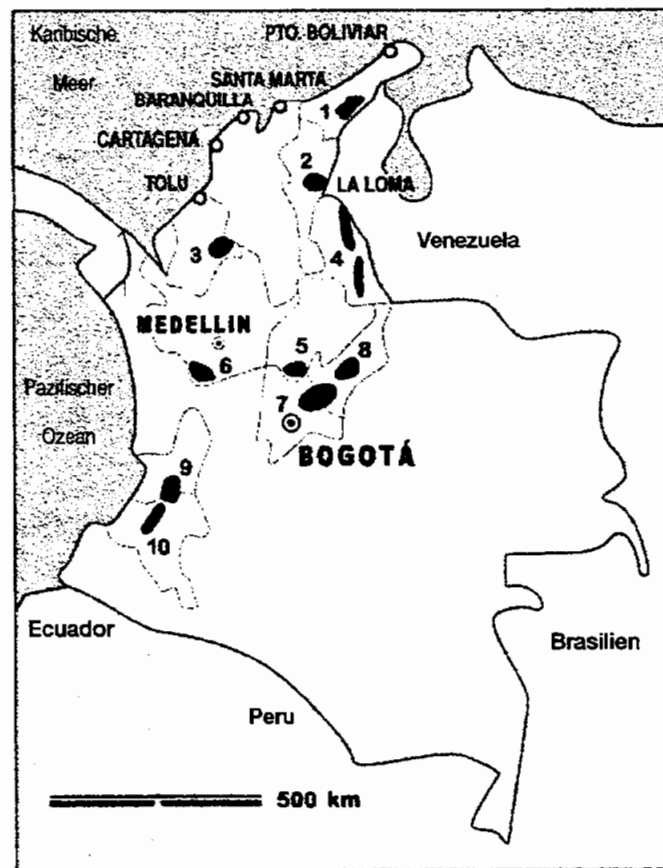 Karibische
Meer
PTO. BOLIVIAR
SANTA MARTA
BARANQUILLA
CARTAGENA
TOLU
1
2
LA LOMA
3
4
Venezuela
MEDELLIN
5
6
7
8
Pazifischer
Ozean
BOGOTÁ
9
10
Ecuador
Brasilien
Peru
500 km